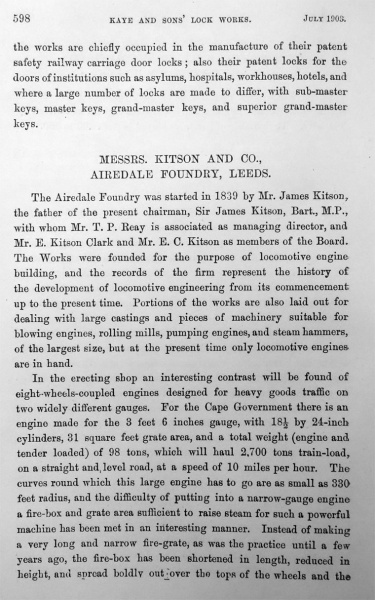 598 KAYE AND SONS' LOCK WORKS. JULY 1903.
the works are chiefly occupied in the manufacture of their patent
safety railway carriage door locks; also their patent locks for the
doors of institutions such as asylums, hospitals, workhouses, hotels, and
where a large number of locks are made to differ, with sub-master
keys, master keys, grand-master keys, and superior grand-master
keys.
MESSRS. KITSON AND CO.,
AIREDALE FOUNDRY, LEEDS.
The Airedale Foundry was started in 1839 by Mr. James Kitson,
the father of the present chairman, Sir James Kitson, Bart., M.P.,
with whom Mr. T. P. Reay is associated as managing director, and
Mr. E. Kitson Clark and Mr. E. C. Kitson as members of the Board.
The Works were founded for the purpose of locomotive engine
building, and the records of the firm represent the history of
the development of locomotive engineering from its commencement
up to the present time. Portions of the works are also laid out for
dealing with large castings and pieces of machinery suitable for
blowing engines, rolling mills, pumping engines, and steam hammers,
of the largest size, but at the present time only locomotive engines
are in hand.
In the erecting shop an interesting contrast will be found of
eight-wheels-coupled engines designed for heavy goods traffic on
two widely different gauges. For the Cape Government there is an
engine made for the 3 feet 6 inches gauge, with 18½ by 24-inch
cylinders, 31 square feet grate area, and a total weight (engine and
tender loaded) of 98 tons, which will haul 2,700 tons train-load,
on a straight and level road, at a speed of 10 miles per hour. The
curves round which this large engine has to go are as small as 330
feet radius, and the difficulty of putting into a narrow-gauge engine
a fire-box and grate area sufficient to raise steam for such a powerful
machine has been met in an interesting manner. Instead of making
a very long and narrow fire-grate, as was the practice until a few
years ago, the fire-box has been shortened in length, reduced in
height, and spread boldly out over the tops of the wheels and the